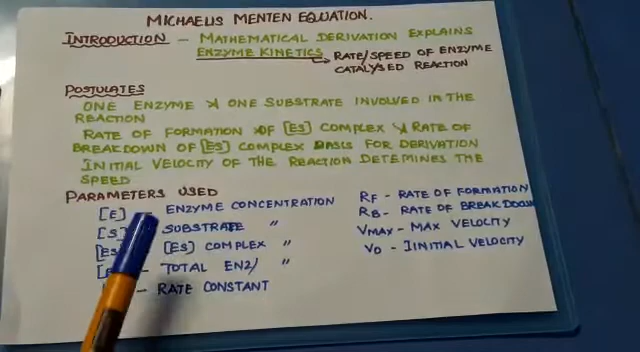 MICHAELIS MENTEN EQUATION.
INTRODUCTION - MATHEMATICAL DERIVATION EXPLAINS
ENZYME KINETICS → RATE/SPEED OF ENZYME
CATALYSED REACTION
POSTULATES
ONE ENZYME & ONE SUBSTRATE INVOLVED IN THE
REACTION
RATE OF FORMATION OF [ES] COMPLEX & RATE OF
BREAKDOWN OF [ES] COMPLEX BASIS FOR DERIVATION
INITIAL VELOCITY OF THE REACTION DETEMINES THE
SPEED
PARAMETERS USED
[E] - ENZYME CONCENTRATION
[S] SUBSTRATE "
[ES] [ES] COMPLEX "
- TOTAL ENZ/ "
- RATE CONSTANT
RF - RATE OF FORMATION
RB - RATE OF BREAKDOWN
VMAX - MAX VELOCITY
VO - INITIAL VELOCITY